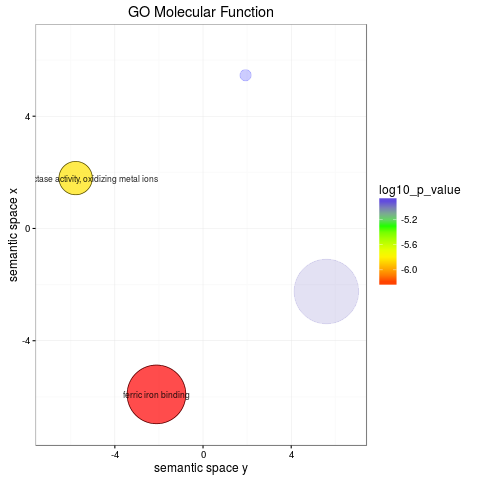 GO Molecular Function
4
0
-4
semantic space x
tase activity, oxidizing metal ions
ferric iron binding
-4
0
4
semantic space y
log10_p_value
-5.2
-5.6
-6.0